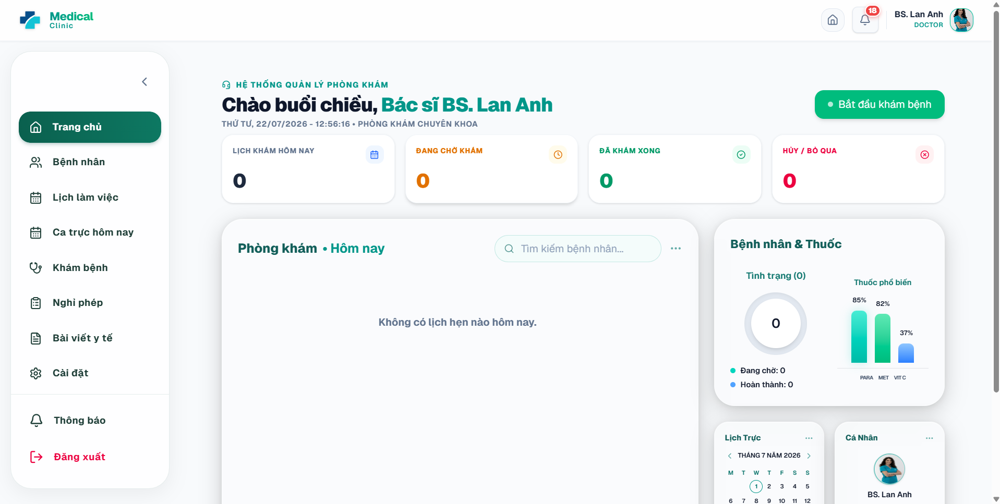 Medical
Clinic
18
BS. Lan Anh
DOCTOR
Trang chủ
Bệnh nhân
Lịch làm việc
Ca trực hôm nay
Khám bệnh
Nghỉ phép
Bài viết y tế
Cài đặt
Thông báo
Đăng xuất
HỆ THỐNG QUẢN LÝ PHÒNG KHÁM
Chào buổi chiều, Bác sĩ BS. Lan Anh
THỨ TƯ, 22/07/2026 - 12:56:16 • PHÒNG KHÁM CHUYÊN KHOA
Bắt đầu khám bệnh
LỊCH KHÁM HÔM NAY
0
ĐANG CHỜ KHÁM
0
ĐÃ KHÁM XONG
0
HỦY / BỎ QUA
0
Phòng khám • Hôm nay
Tìm kiếm bệnh nhân...
Không có lịch hẹn nào hôm nay.
Bệnh nhân & Thuốc
Tình trạng (0)
0
Đang chờ: 0
Hoàn thành: 0
Thuốc phổ biến
85% 82% 37%
PARA MET VIT C
Lịch Trực
THÁNG 7 NĂM 2026
M T W T F S S
1 2 3 4 5
6 7 8 9 10 11 12
Cá Nhân
BS. Lan Anh